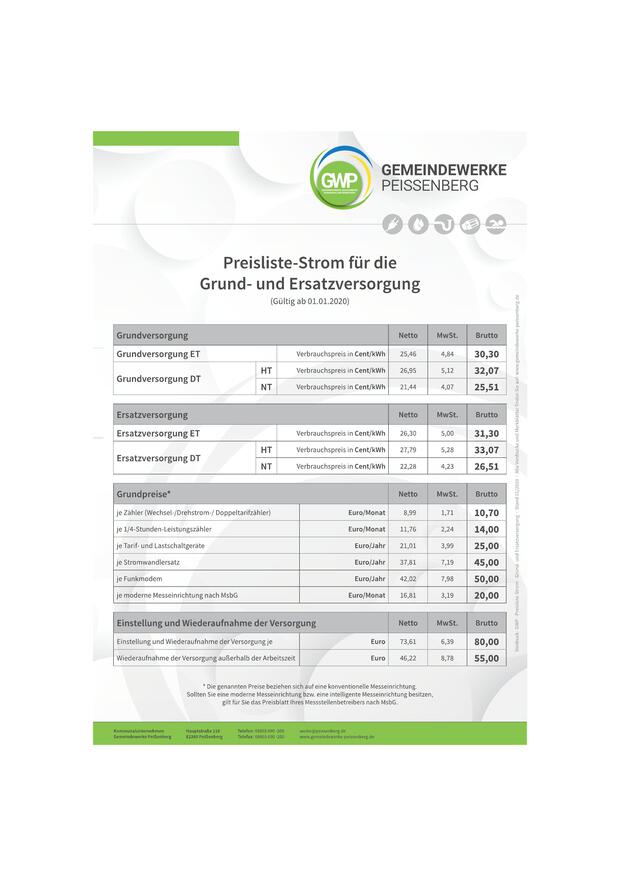 GWP
GEMEINDEWERKE
PEISSENBERG
Preisliste-Strom für die
Grund- und Ersatzversorgung
(Gültig ab 01.01.2020)
Grundversorgung Netto MwSt. Brutto
Grundversorgung ET Verbrauchspreis in Cent/kWh 25,46 4,84 30,30
Grundversorgung DT HT Verbrauchspreis in Cent/kWh 26,95 5,12 32,07
NT Verbrauchspreis in Cent/kWh 21,44 4,07 25,51
Ersatzversorgung Netto MwSt. Brutto
Ersatzversorgung ET Verbrauchspreis in Cent/kWh 26,30 5,00 31,30
Ersatzversorgung DT HT Verbrauchspreis in Cent/kWh 27,79 5,28 33,07
NT Verbrauchspreis in Cent/kWh 22,28 4,23 26,51
Grundpreise* Netto MwSt. Brutto
je Zähler (Wechsel-/Drehstrom-/ Doppeltarifzähler) Euro/Monat 8,99 1,71 10,70
je 1/4-Stunden-Leistungszähler Euro/Monat 11,76 2,24 14,00
je Tarif- und Lastschaltgeräte Euro/Jahr 21,01 3,99 25,00
je Stromwandlersatz Euro/Jahr 37,81 7,19 45,00
je Funkmodem Euro/Jahr 42,02 7,98 50,00
je moderne Messeinrichtung nach MsbG Euro/Monat 16,81 3,19 20,00
Einstellung und Wiederaufnahme der Versorgung Netto MwSt. Brutto
Einstellung und Wiederaufnahme der Versorgung je Euro 73,61 6,39 80,00
Wiederaufnahme der Versorgung außerhalb der Arbeitszeit Euro 46,22 8,78 55,00
* Die genannten Preise beziehen sich auf eine konventionelle Messeinrichtung.
Sollten Sie eine moderne Messeinrichtung bzw. eine intelligente Messeinrichtung besitzen,
gilt für Sie das Preisblatt Ihres Messstellenbetreibers nach MsbG.
Kommunalunternehmen Hauptstraße 116 Telefon: werke@peissenberg.de
Gemeindewerke Peißenberg 82380 Peißenberg Telefax: www.gemeindewerke-peissenberg.de